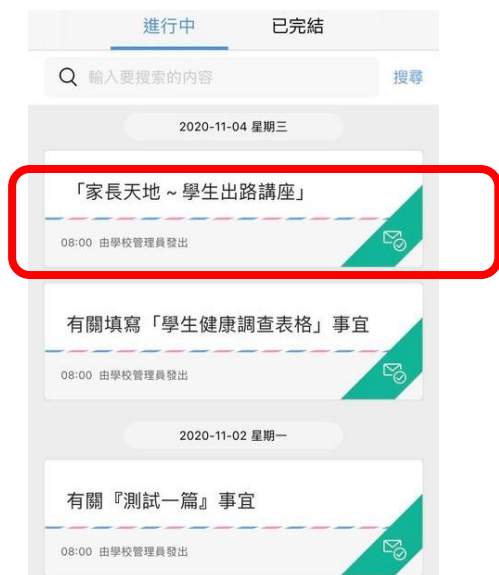 進行中 已完結
輸入要搜索的內容 搜尋
2020-11-04 星期三
「家長天地 ~ 學生出路講座」
08:00 由學校管理員發出
有關填寫「學生健康調查表格」事宜
08:00 由學校管理員發出
2020-11-02 星期一
有關『測試一篇』事宜
08:00 由學校管理員發出